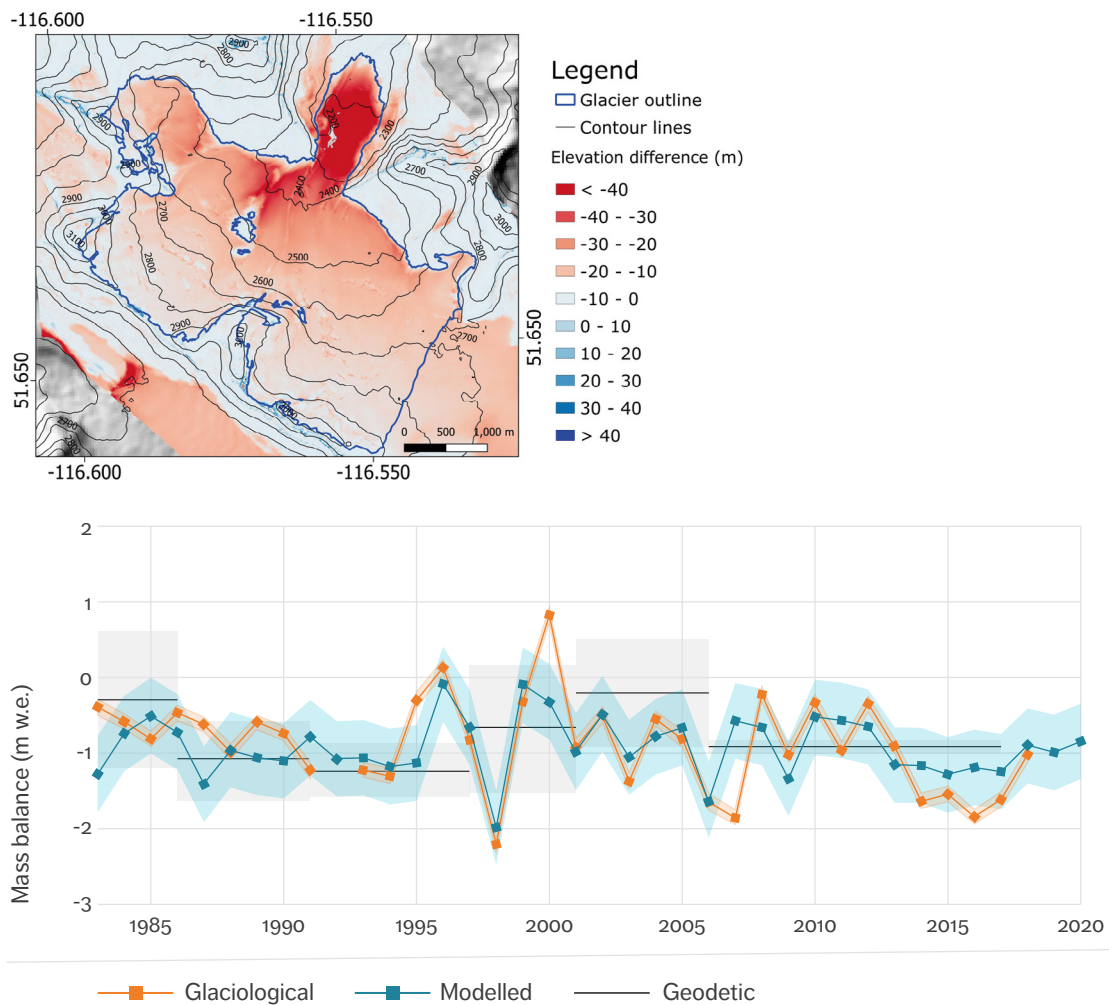 -116.600 -116.550
2900
2800
2900
2200
2300
2700
2900
2900
2400
2400
2900
2700
3000
3100
2800
2800
2500
2600
2900
3000
2700
51.650
51.650
2700
2800
0 500 1,000 m
-116.600 -116.550
Legend
Glacier outline
Contour lines
Elevation difference (m)
< -40
-40 - -30
-30 - -20
-20 - -10
-10 - 0
0 - 10
10 - 20
20 - 30
30 - 40
> 40
Mass balance (m w.e.)
2
1
0
-1
-2
-3
1985 1990 1995 2000 2005 2010 2015 2020
Glaciological Modelled Geodetic